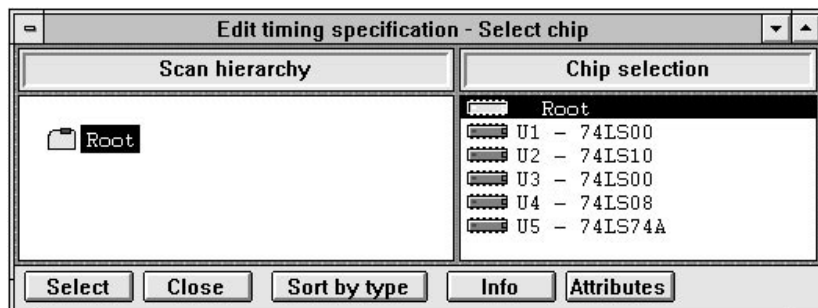 Edit timing specification - Select chip
Scan hierarchy
Chip selection
Root
Root
U1 - 74LS00
U2 - 74LS10
U3 - 74LS00
U4 - 74LS08
U5 - 74LS74A
Select Close Sort by type Info Attributes